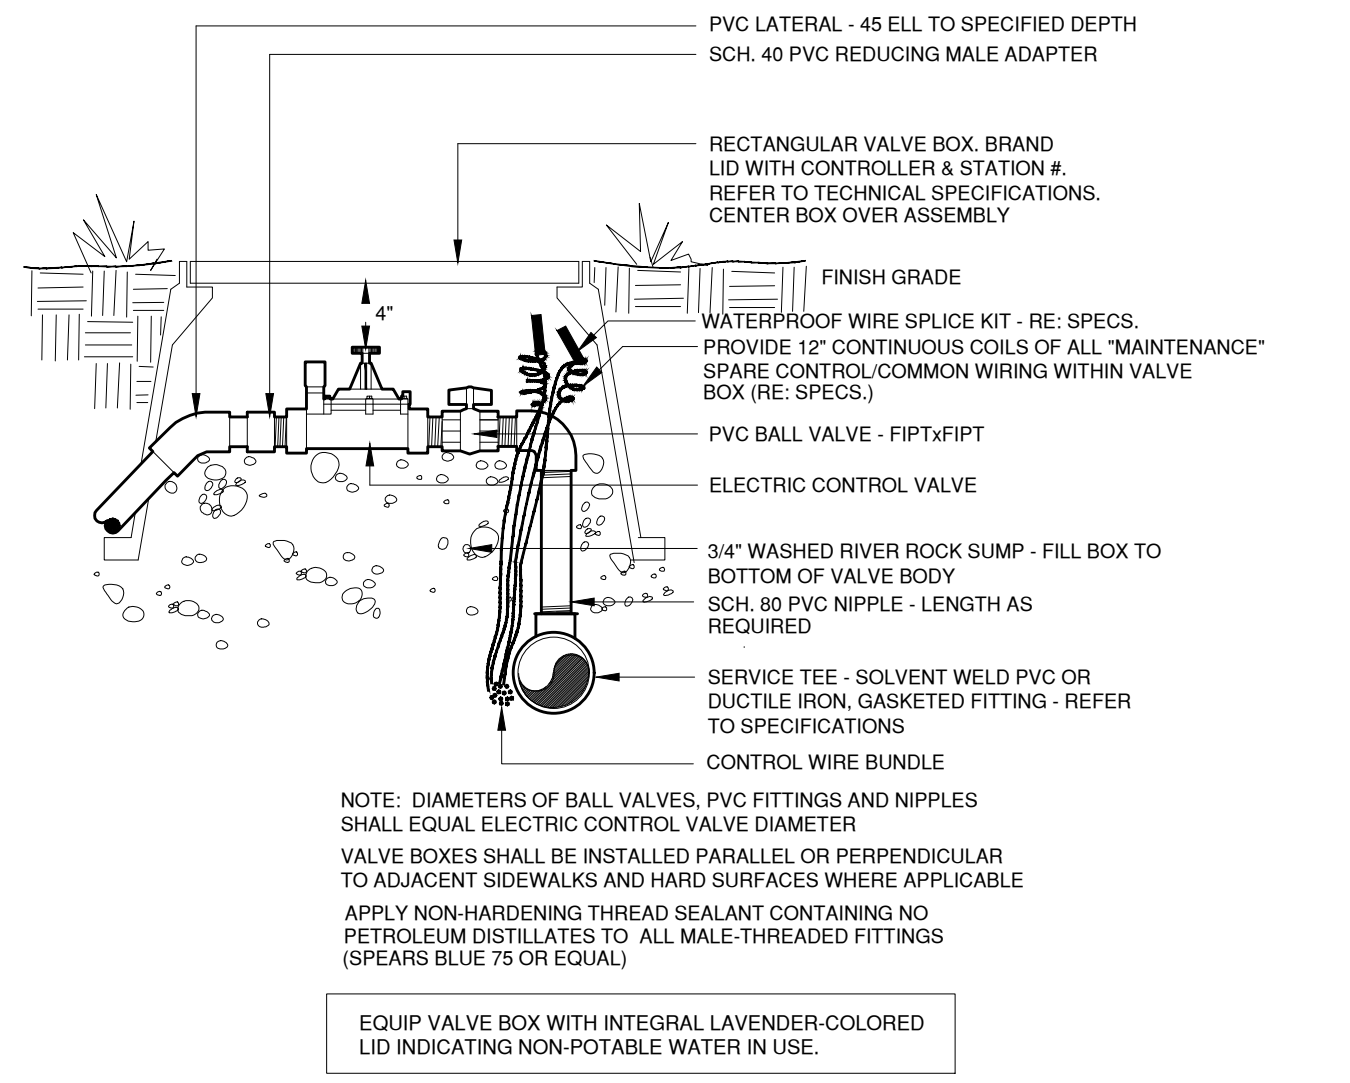 PVC LATERAL - 45 ELL TO SPECIFIED DEPTH
SCH. 40 PVC REDUCING MALE ADAPTER
RECTANGULAR VALVE BOX. BRAND
LID WITH CONTROLLER & STATION #.
REFER TO TECHNICAL SPECIFICATIONS.
CENTER BOX OVER ASSEMBLY
FINISH GRADE
4"
WATERPROOF WIRE SPLICE KIT - RE: SPECS.
PROVIDE 12" CONTINUOUS COILS OF ALL "MAINTENANCE"
SPARE CONTROL/COMMON WIRING WITHIN VALVE
BOX (RE: SPECS.)
PVC BALL VALVE - FIPTxFIPT
ELECTRIC CONTROL VALVE
3/4" WASHED RIVER ROCK SUMP - FILL BOX TO
BOTTOM OF VALVE BODY
SCH. 80 PVC NIPPLE - LENGTH AS
REQUIRED
SERVICE TEE - SOLVENT WELD PVC OR
DUCTILE IRON, GASKETED FITTING - REFER
TO SPECIFICATIONS
CONTROL WIRE BUNDLE
NOTE:  DIAMETERS OF BALL VALVES, PVC FITTINGS AND NIPPLES
SHALL EQUAL ELECTRIC CONTROL VALVE DIAMETER
VALVE BOXES SHALL BE INSTALLED PARALLEL OR PERPENDICULAR
TO ADJACENT SIDEWALKS AND HARD SURFACES WHERE APPLICABLE
APPLY NON-HARDENING THREAD SEALANT CONTAINING NO
PETROLEUM DISTILLATES TO  ALL MALE-THREADED FITTINGS
(SPEARS BLUE 75 OR EQUAL)
EQUIP VALVE BOX WITH INTEGRAL LAVENDER-COLORED
LID INDICATING NON-POTABLE WATER IN USE.